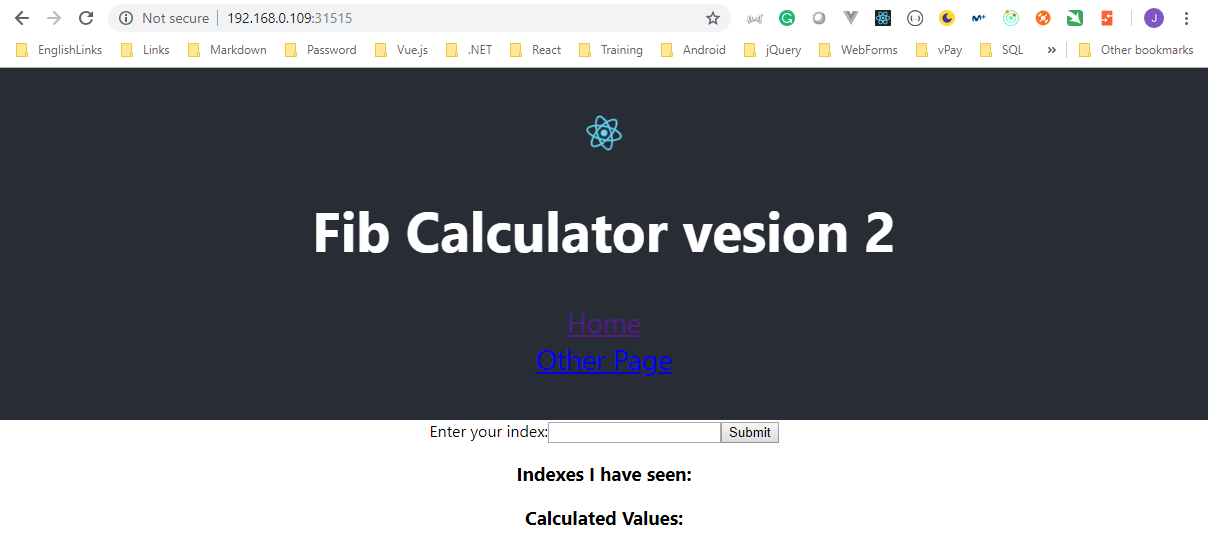 Not secure | 192.168.0.109:31515
J
EnglishLinks Links Markdown Password Vue.js .NET React Training Android jQuery WebForms vPay SQL » Other bookmarks
Fib Calculator vesion 2
Home
Other Page
Enter your index: Submit
Indexes I have seen:
Calculated Values: